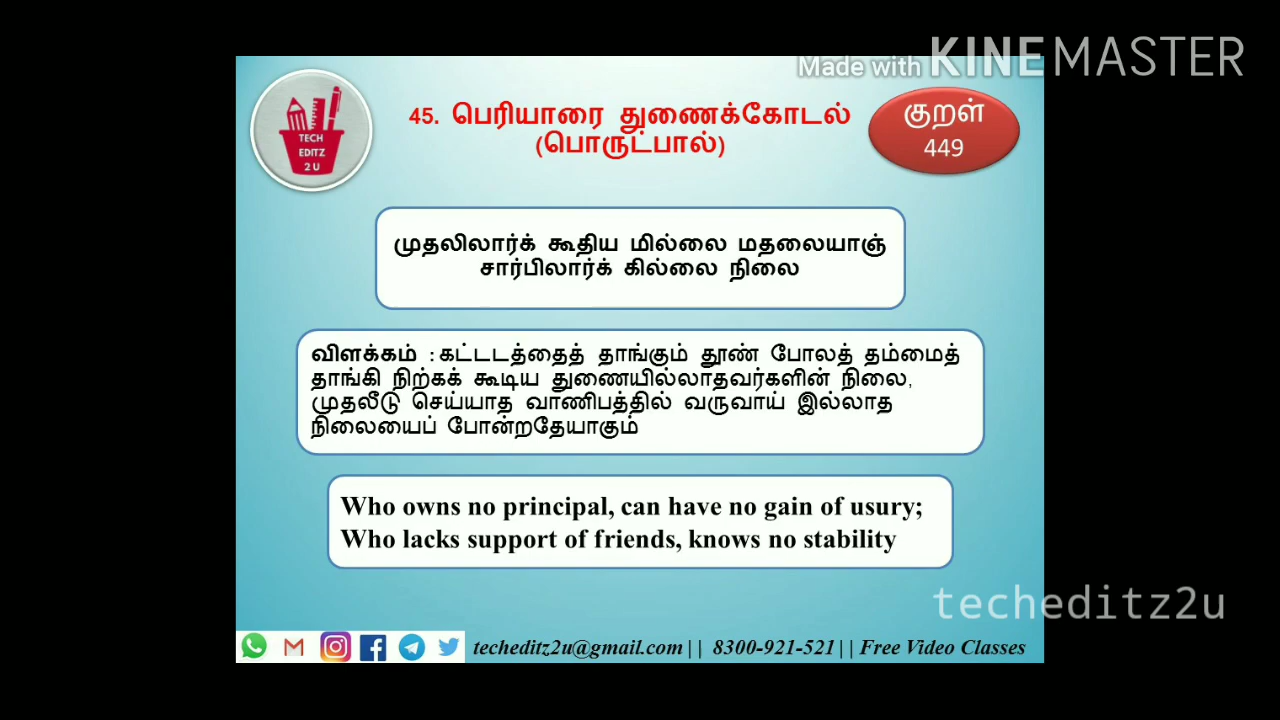 Made with KINEMASTER
TECH
EDITZ
2 U
45. பெரியாரை துணைக்கோடல்
(பொருட்பால்)
குறள்
449
முதலிலார்க் கூதிய மில்லை மதலையாஞ்
சார்பிலார்க் கில்லை நிலை
விளக்கம் : கட்டடத்தைத் தாங்கும் தூண் போலத் தம்மைத்
தாங்கி நிற்கக் கூடிய துணையில்லாதவர்களின் நிலை,
முதலீடு செய்யாத வாணிபத்தில் வருவாய் இல்லாத
நிலையைப் போன்றதேயாகும்
Who owns no principal, can have no gain of usury;
Who lacks support of friends, knows no stability
techeditz2u
techeditz2u@gmail.com || 8300-921-521 || Free Video Classes